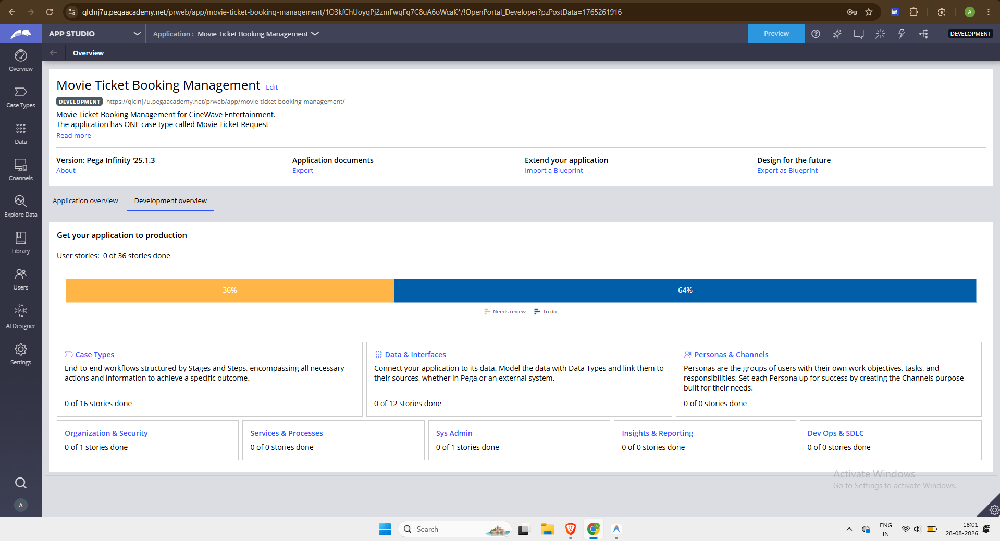 qlclnj7u.pegaacademy.net/prweb/app/movie-ticket-booking-management/1O3kfChUoyqPj2zmFwqFq7C8uA6oWcaK*/!OpenPortal_Developer?pzPostData=1765261916
A
APP STUDIO
Application : Movie Ticket Booking Management
Preview
DEVELOPMENT
Overview
Overview
Case Types
Data
Channels
Explore Data
Library
Users
AI
AI Designer
Settings
A
Movie Ticket Booking Management Edit
DEVELOPMENT https://qlclnj7u.pegaacademy.net/prweb/app/movie-ticket-booking-management/
Movie Ticket Booking Management for CineWave Entertainment.
The application has ONE case type called Movie Ticket Request
Read more
Version: Pega Infinity '25.1.3
About
Application documents
Export
Extend your application
Import a Blueprint
Design for the future
Export as Blueprint
Application overview
Development overview
Get your application to production
User stories: 0 of 36 stories done
36%
64%
Needs review
To do
Case Types
End-to-end workflows structured by Stages and Steps, encompassing all necessary
actions and information to achieve a specific outcome.
0 of 16 stories done
Data & Interfaces
Connect your application to its data. Model the data with Data Types and link them to
their sources, whether in Pega or an external system.
0 of 12 stories done
Personas & Channels
Personas are the groups of users with their own work objectives, tasks, and
responsibilities. Set each Persona up for success by creating the Channels purpose-
built for their needs.
0 of 0 stories done
Organization & Security
0 of 1 stories done
Services & Processes
0 of 0 stories done
Sys Admin
0 of 1 stories done
Insights & Reporting
0 of 0 stories done
Dev Ops & SDLC
0 of 0 stories done
Activate Windows
Go to Settings to activate Windows.
Search
ENG
IN
18:01
28-08-2026